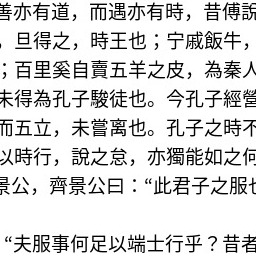 善亦有道，而遇亦有時，昔傅說
，旦得之，時王也；宁戚飯牛，
；百里奚自賣五羊之皮，為秦人
未得為孔子駿徒也。今孔子經營
而五立，未嘗离也。孔子之時不
以時行，說之怠，亦獨能如之何
景公，齊景公曰：“此君子之服也
“夫服事何足以端士行乎？昔者